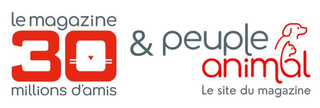 le magazine
30
millions d'amis
&
peuple
animal
Le site du magazine